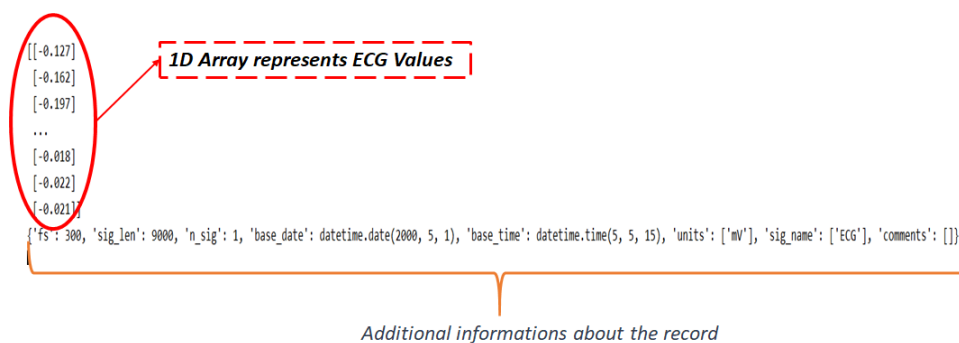 [[-0.127]
1D Array represents ECG Values
[-0.162]
[-0.197]
...
[-0.018]
[-0.022]
[-0.021]]
{'fs': 300, 'sig_len': 9000, 'n_sig': 1, 'base_date': datetime.date(2000, 5, 1), 'base_time': datetime.time(5, 5, 15), 'units': ['mV'], 'sig_name': ['ECG'], 'comments': []}
Additional informations about the record